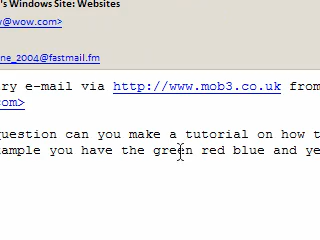 's Windows Site: Websites
y@wow.com>
ne_2004@fastmail.fm
ry e-mail via http://www.mob3.co.uk from
com>
question can you make a tutorial on how t
ample you have the green red blue and ye